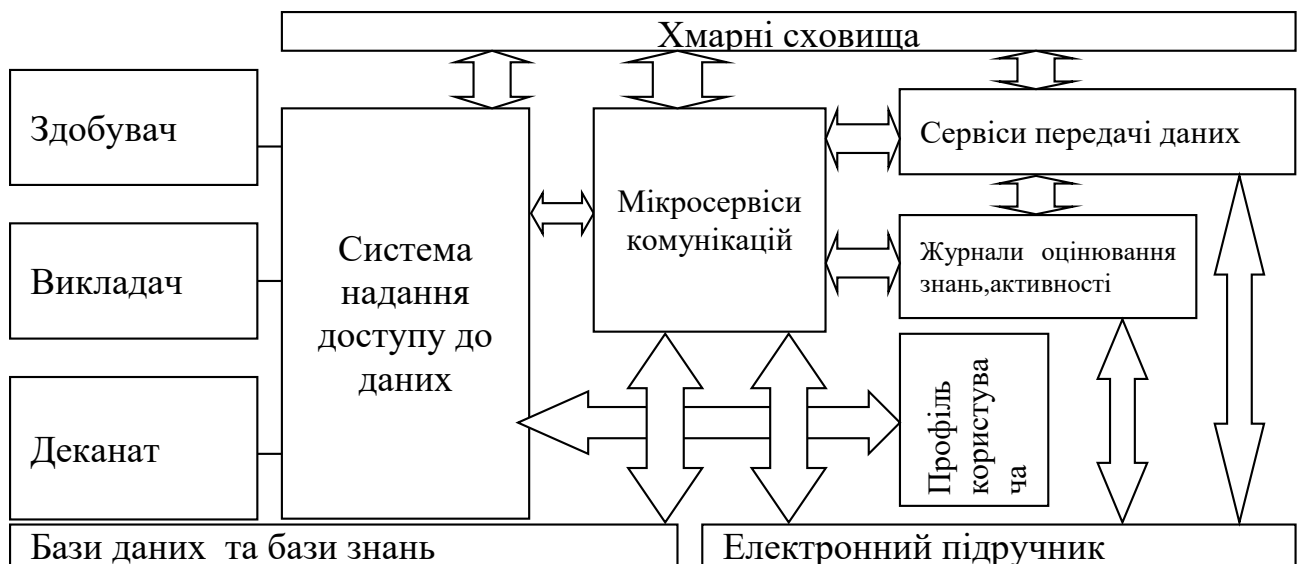 Хмарні сховища
Здобувач
Викладач
Деканат
Система
надання
доступу до
даних
Мікросервіси
комунікацій
Сервіси передачі даних
Журнали оцінювання
знань,активності
Профіль
користува
ча
Бази даних та бази знань
Електронний підручник